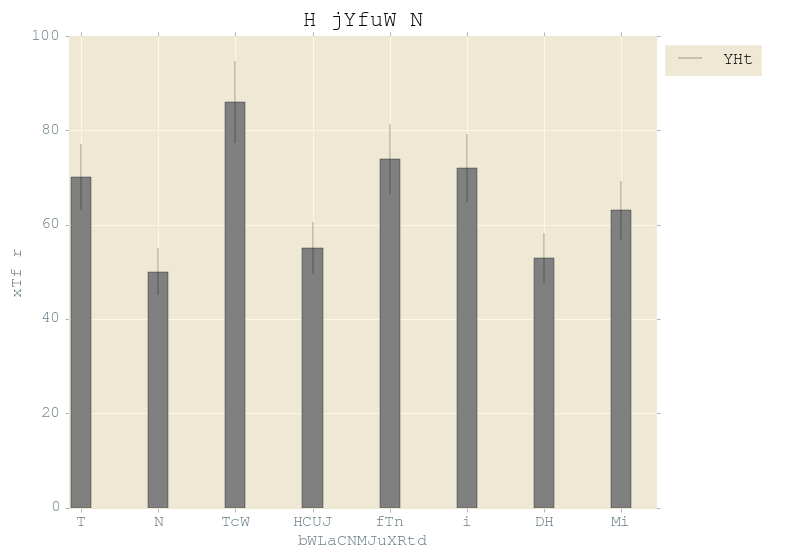 H jYfuW N
YHt
xTf r
100
80
60
40
20
0
T N TcW HCUJ fTn i DH Mi
bWLaCNMJuXRtd